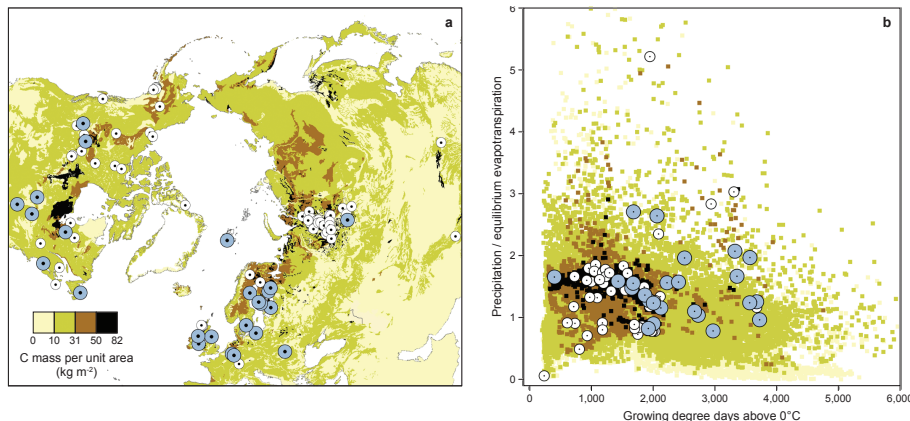 a
0 10 31 50 82
C mass per unit area
(kg m-2)
b
Precipitation / equilibrium evapotranspiration
6
5
4
3
2
1
0
0 1,000 2,000 3,000 4,000 5,000 6,000
Growing degree days above 0°C